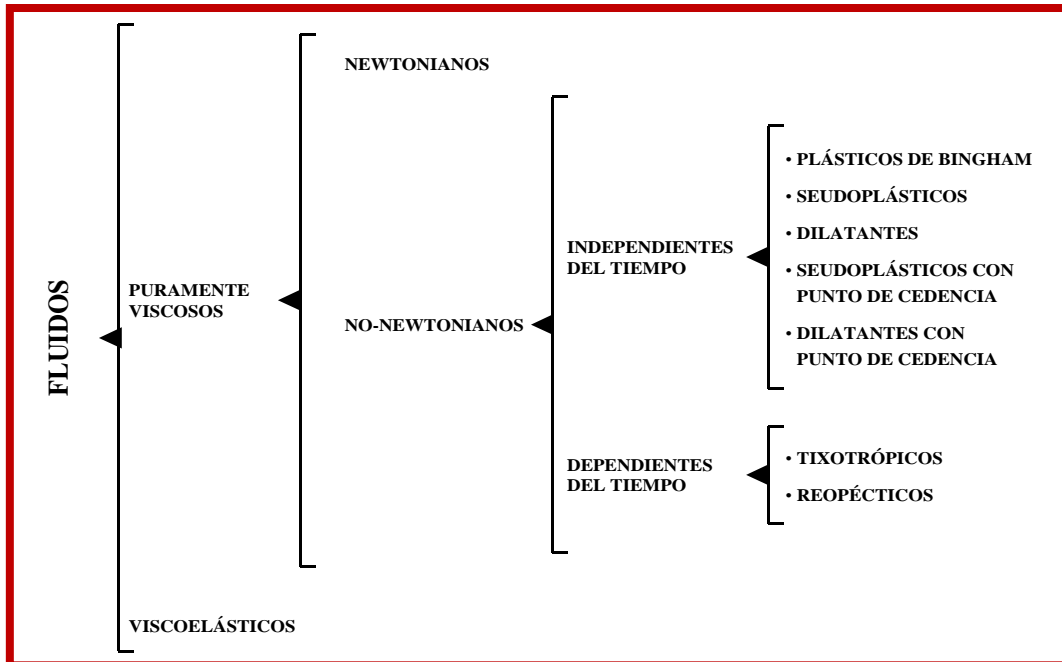 FLUIDOS
PURAMENTE
VISCOSOS
VISCOELÁSTICOS
NEWTONIANOS
NO-NEWTONIANOS
INDEPENDIENTES
DEL TIEMPO
DEPENDIENTES
DEL TIEMPO
• PLÁSTICOS DE BINGHAM
• SEUDOPLÁSTICOS
• DILATANTES
• SEUDOPLÁSTICOS CON
PUNTO DE CEDENCIA
• DILATANTES CON
PUNTO DE CEDENCIA
• TIXOTRÓPICOS
• REOPÉCTICOS